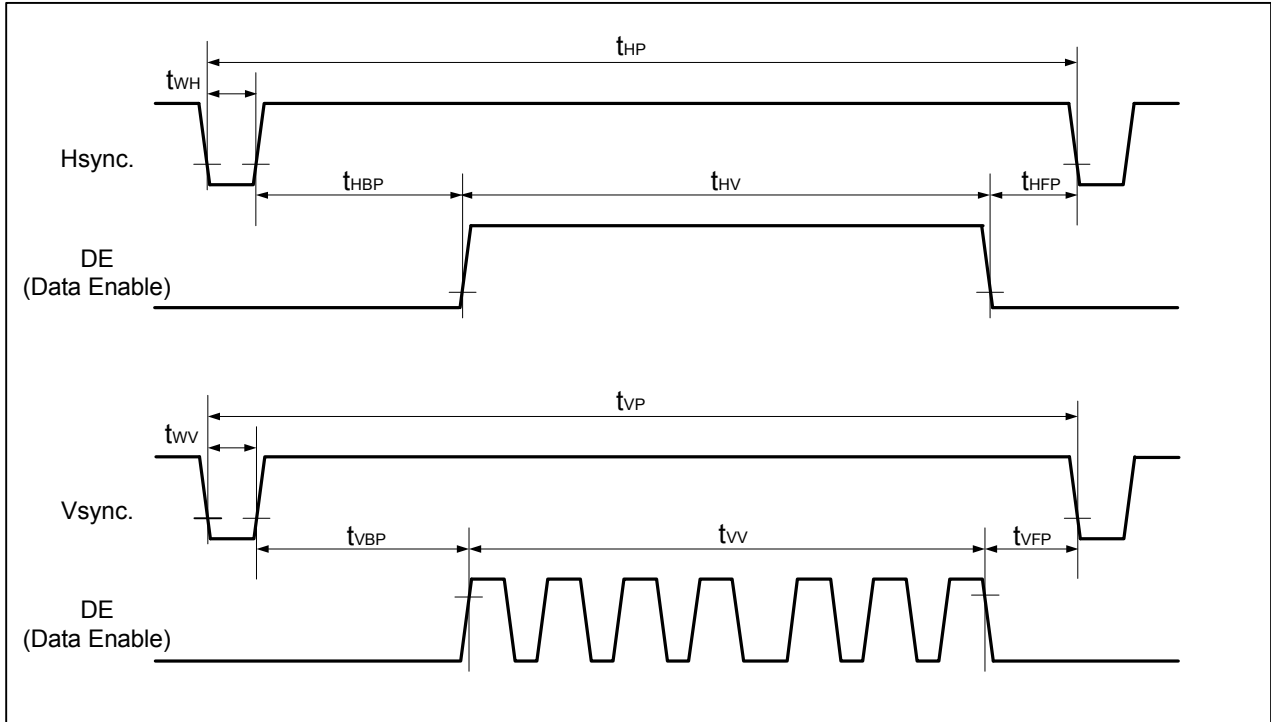 tHP
tWH
Hsync.
tHBP
tHV
tHFP
DE
(Data Enable)
tVP
tWV
Vsync.
tVBP
tVV
tVFP
DE
(Data Enable)